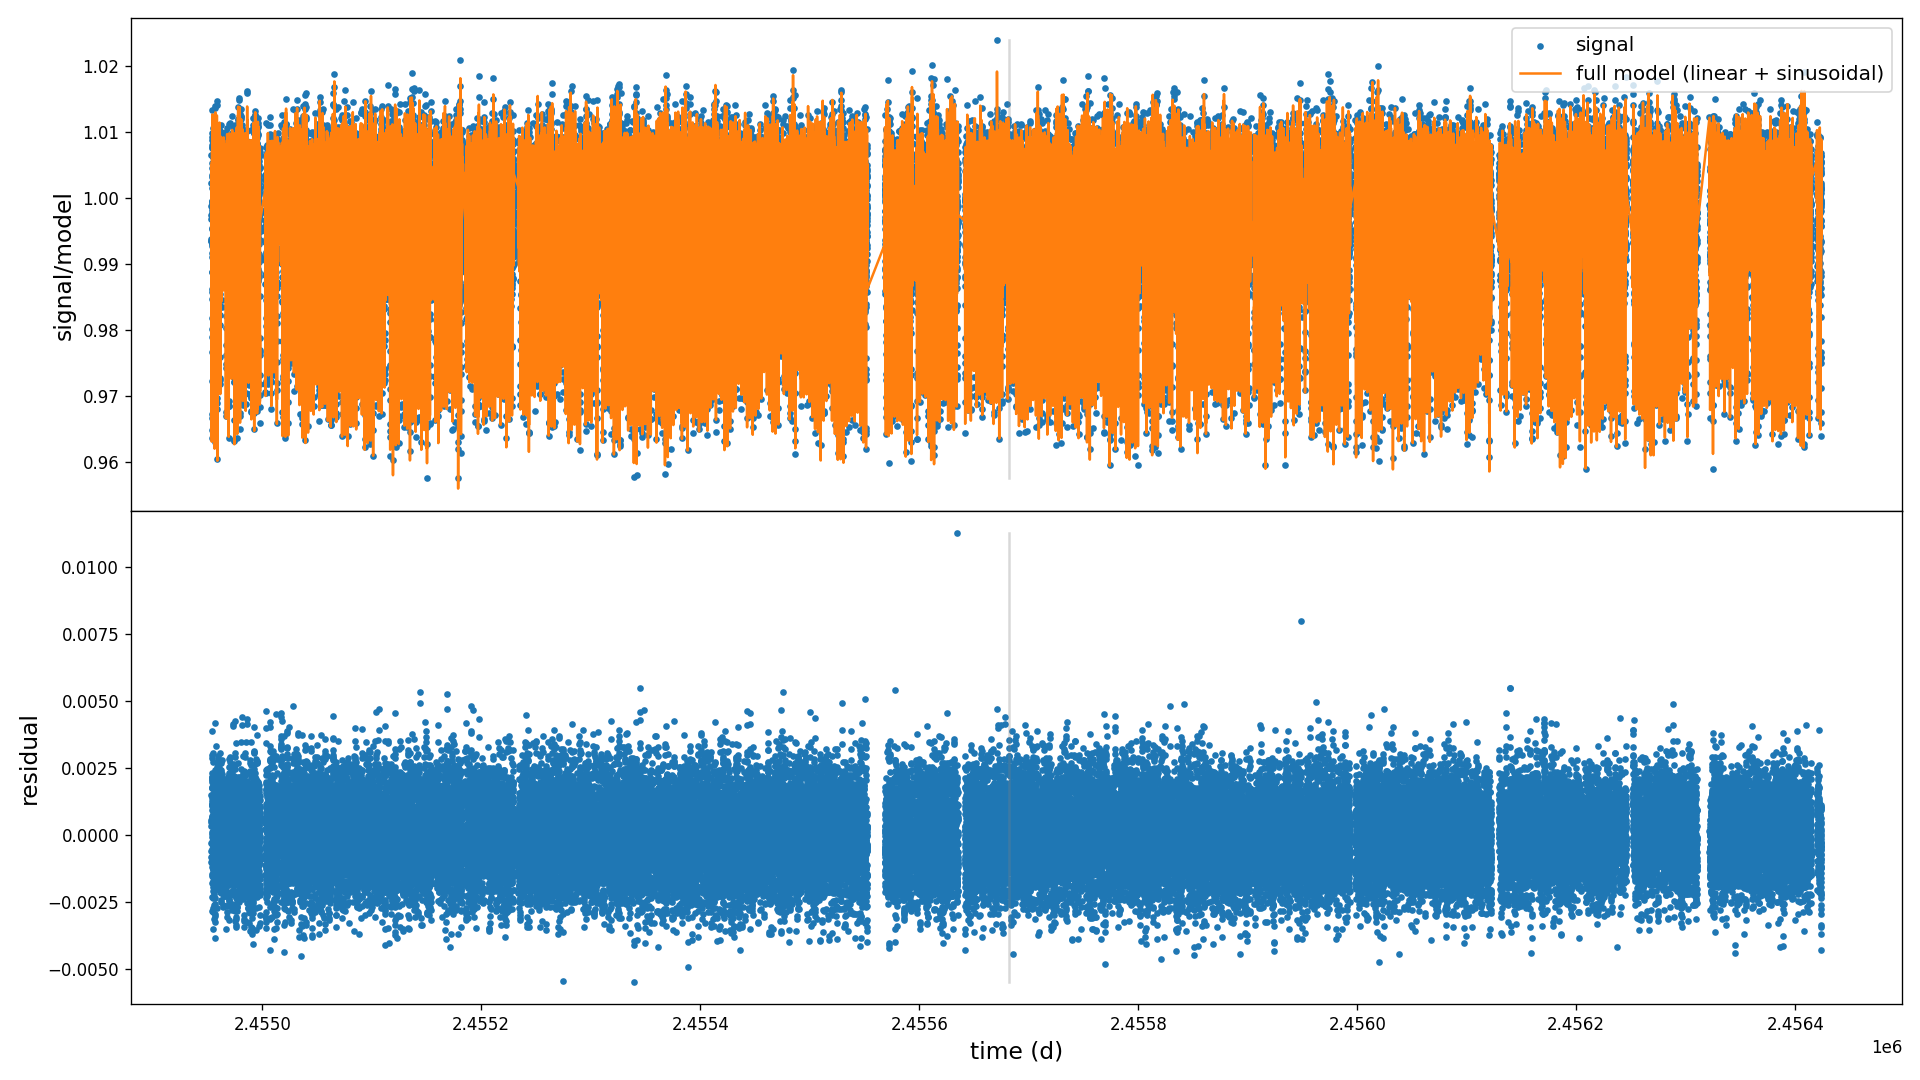 signal
full model (linear + sinusoidal)
1.02
1.01
1.00
0.99
0.98
0.97
0.96
signal/model
0.0100
0.0075
0.0050
0.0025
0.0000
−0.0025
−0.0050
residual
2.4550 2.4552 2.4554 2.4556 2.4558 2.4560 2.4562 2.4564
1e6
time (d)